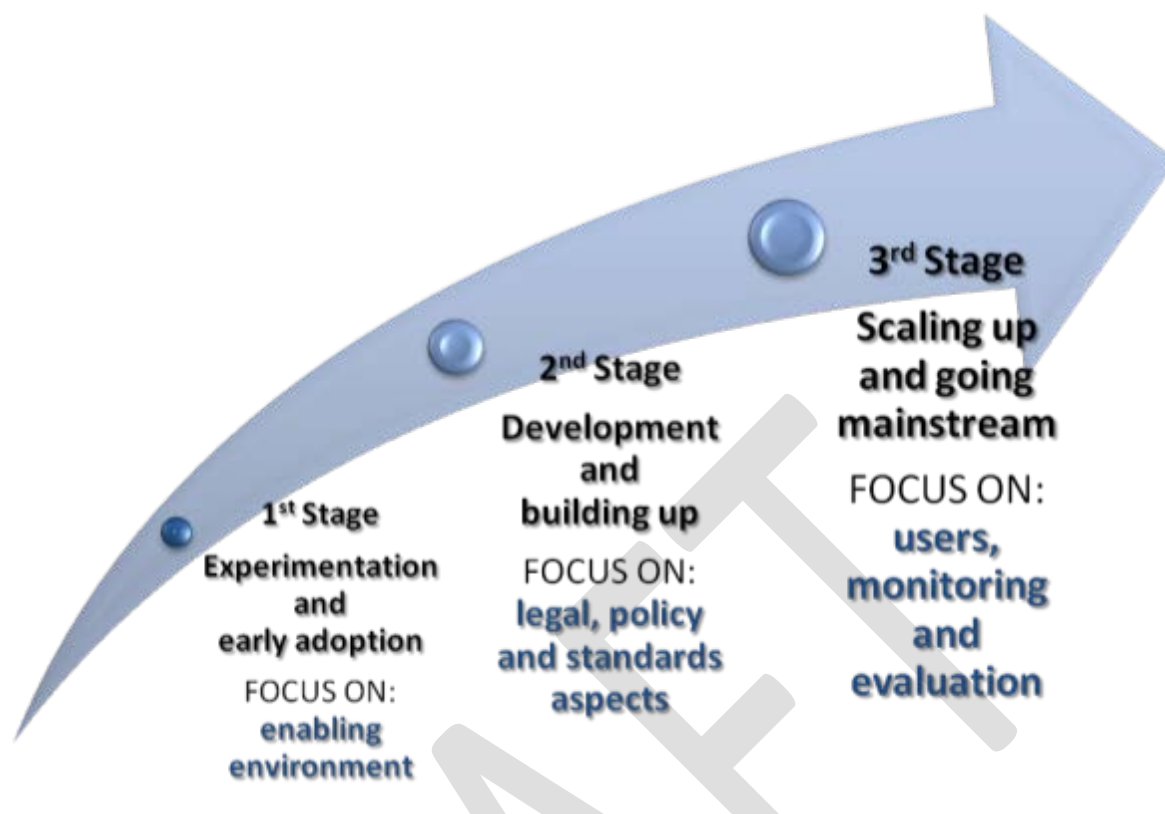 1st Stage
Experimentation
and
early adoption
FOCUS ON:
enabling
environment
2nd Stage
Development
and
building up
FOCUS ON:
legal, policy
and standards
aspects
3rd Stage
Scaling up
and going
mainstream
FOCUS ON:
users,
monitoring
and
evaluation